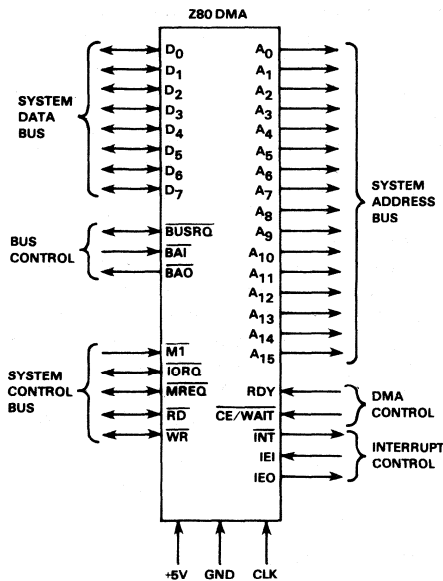 Z80 DMA
SYSTEM
DATA
BUS
BUS
CONTROL
SYSTEM
CONTROL
BUS
D0
D1
D2
D3
D4
D5
D6
D7
BUSRQ
BAI
BAO
M1
IORQ
MREQ
RD
WR
A0
A1
A2
A3
A4
A5
A6
A7
A8
A9
A10
A11
A12
A13
A14
A15
RDY
CE/WAIT
INT
IEI
IEO
SYSTEM
ADDRESS
BUS
DMA
CONTROL
INTERRUPT
CONTROL
+5V GND CLK